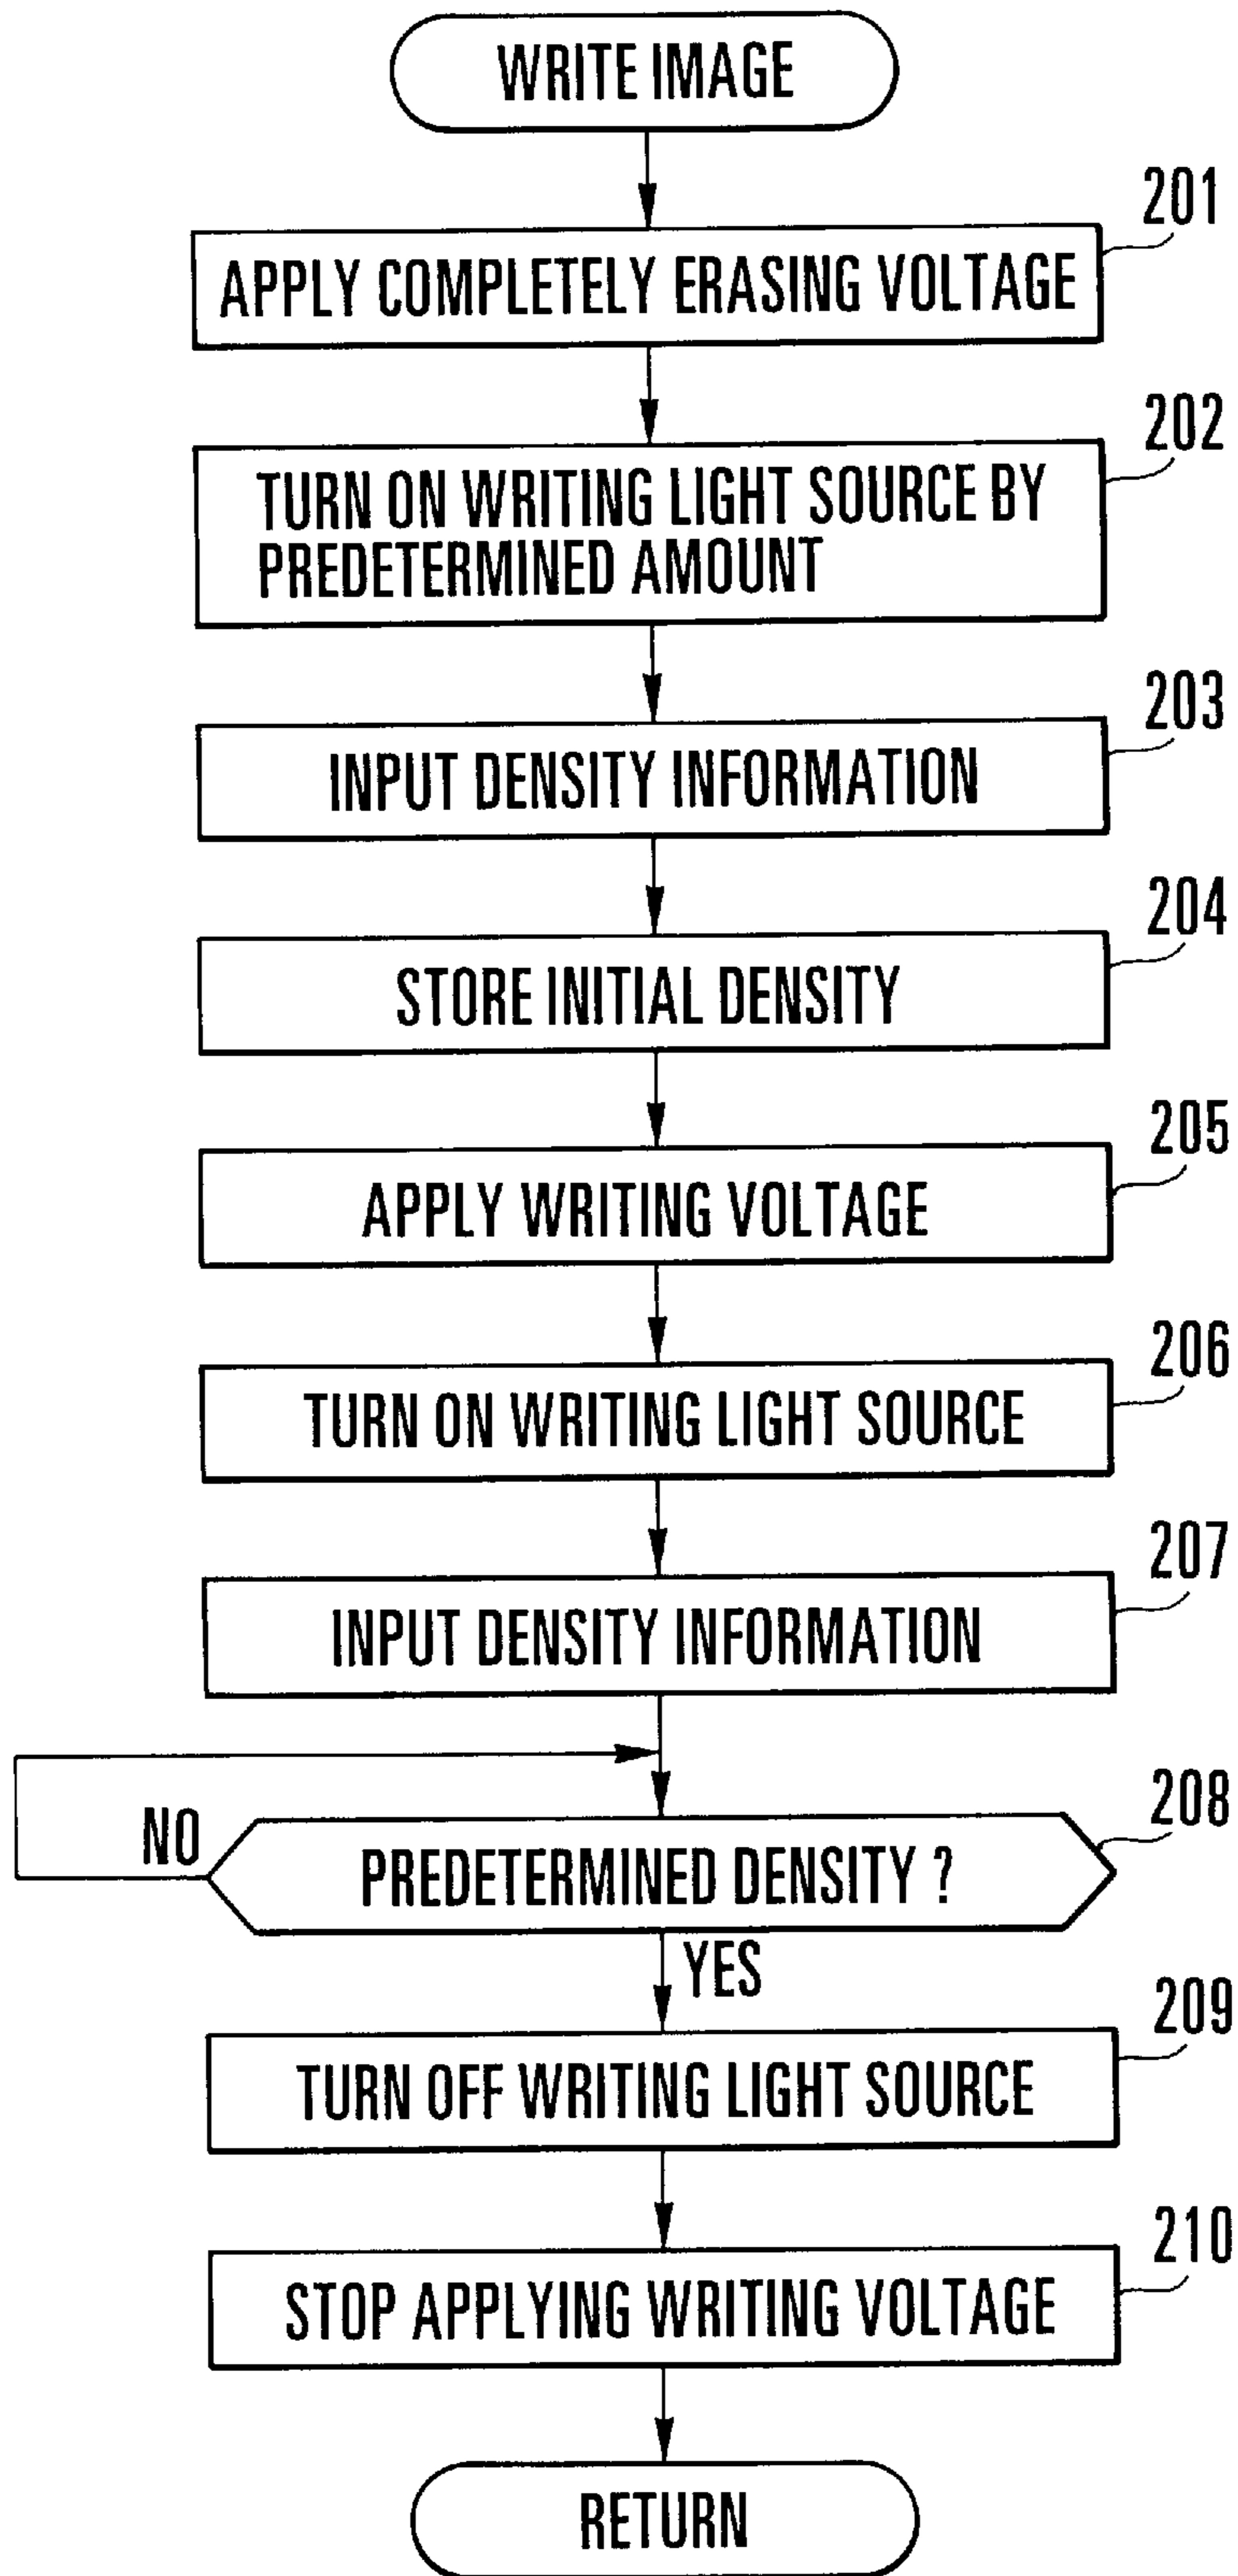 WRITE IMAGE
201
APPLY COMPLETELY ERASING VOLTAGE
202
TURN ON WRITING LIGHT SOURCE BY
PREDETERMINED AMOUNT
203
INPUT DENSITY INFORMATION
204
STORE INITIAL DENSITY
205
APPLY WRITING VOLTAGE
206
TURN ON WRITING LIGHT SOURCE
207
INPUT DENSITY INFORMATION
208
NO
PREDETERMINED DENSITY ?
YES
209
TURN OFF WRITING LIGHT SOURCE
210
STOP APPLYING WRITING VOLTAGE
RETURN